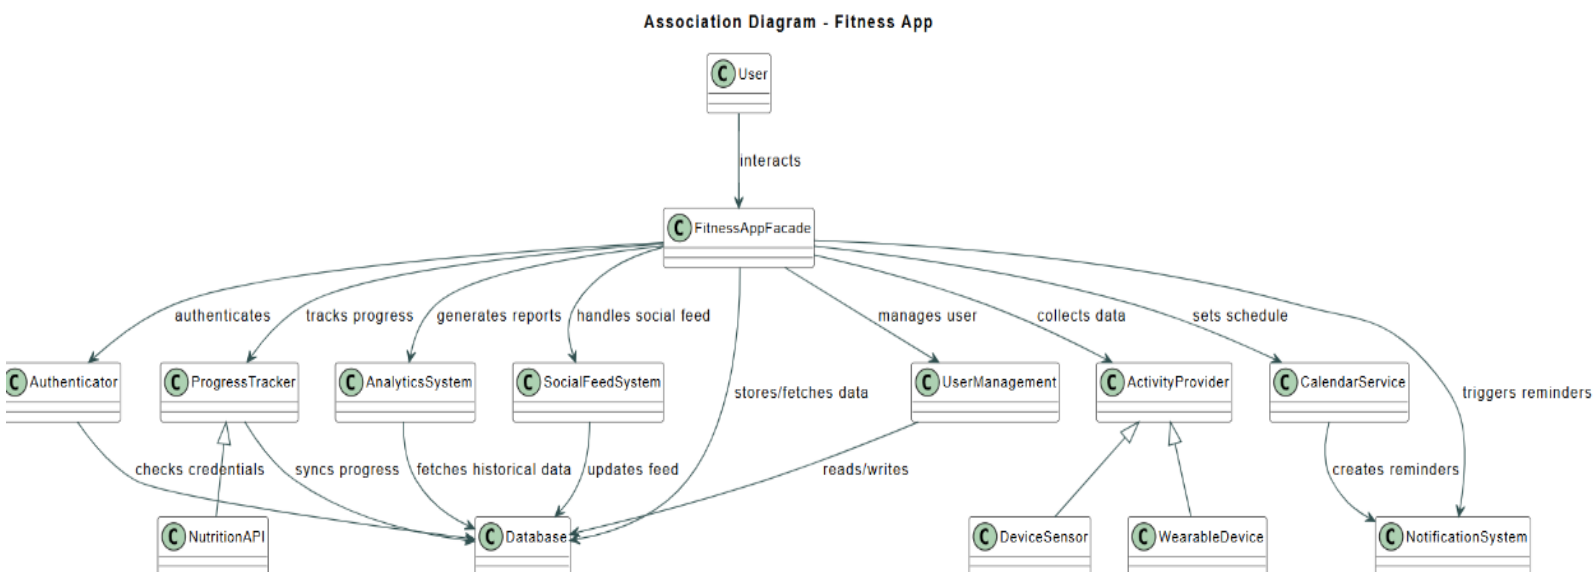 Association Diagram - Fitness App
C User
interacts
C FitnessAppFacade
authenticates
tracks progress
generates reports
handles social feed
manages user
collects data
sets schedule
C Authenticator
C ProgressTracker
C AnalyticsSystem
C SocialFeedSystem
stores/fetches data
C UserManagement
C ActivityProvider
C CalendarService
triggers reminders
checks credentials
syncs progress
fetches historical data
updates feed
reads/writes
creates reminders
C NutritionAPI
C Database
C DeviceSensor
C WearableDevice
C NotificationSystem